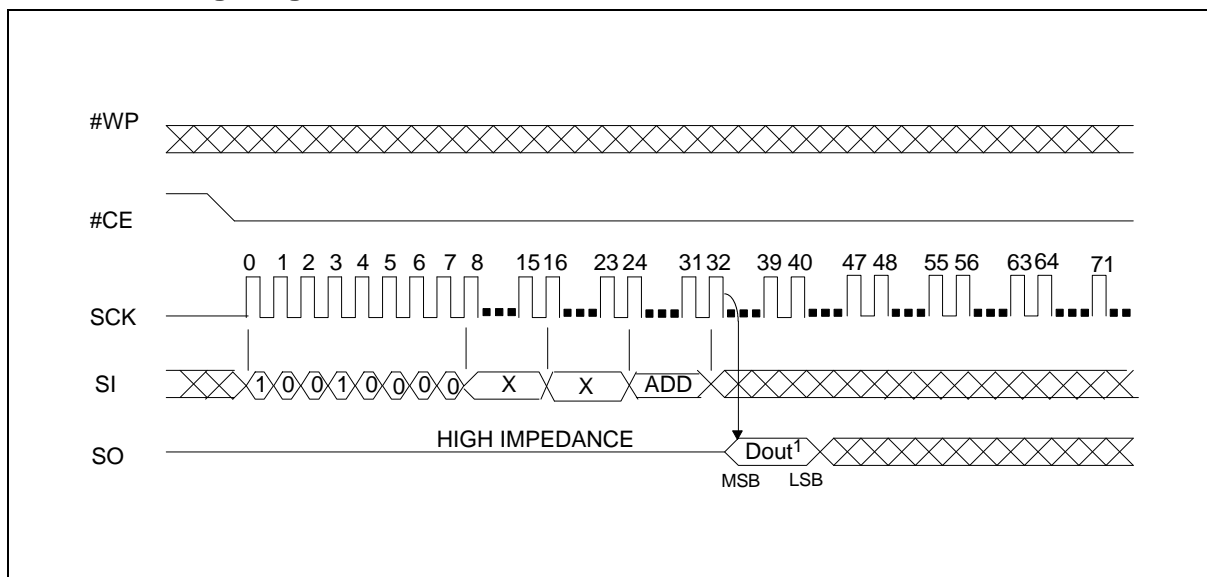 #WP
#CE
0 1 2 3 4 5 6 7 8 15 16 23 24 31 32 39 40 47 48 55 56 63 64 71
SCK
SI 1 0 0 1 0 0 0 0 X X ADD
HIGH IMPEDANCE
SO Dout1
MSB LSB